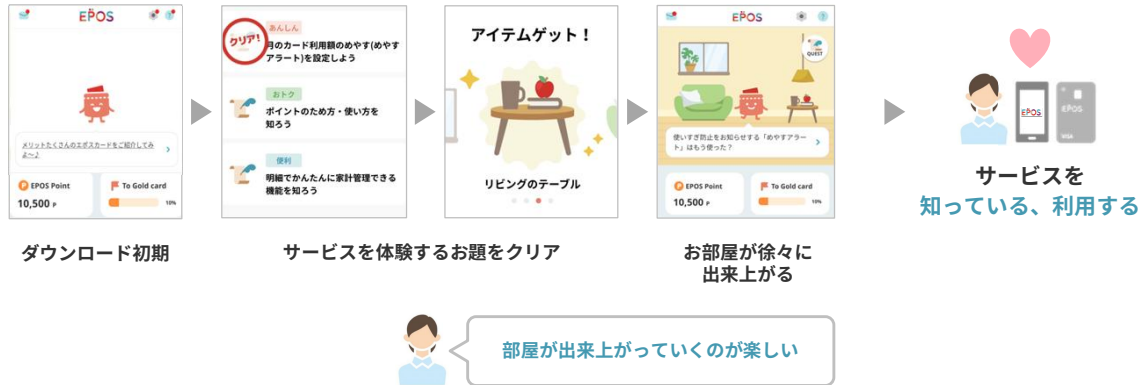 EPOS
メリットたくさんのエポスカードをご紹介してみ
よ〜♪
EPOS Point
10,500 P
To Gold card
10%
ダウンロード初期
クリア!
あんしん
月のカード利用額のめやす(めやす
アラート)を設定しよう
おトク
ポイントのため方・使い方を
知ろう
便利
明細でかんたんに家計管理できる
機能を知ろう
アイテムゲット！
リビングのテーブル
サービスを体験するお題をクリア
EPOS
QUEST
使いすぎ防止をお知らせする「めやすアラー
ト」はもう使った？
EPOS Point
10,500 P
To Gold card
10%
お部屋が徐々に
出来上がる
EPOS
EPOS
VISA
サービスを
知っている、利用する
部屋が出来上がっていくのが楽しい